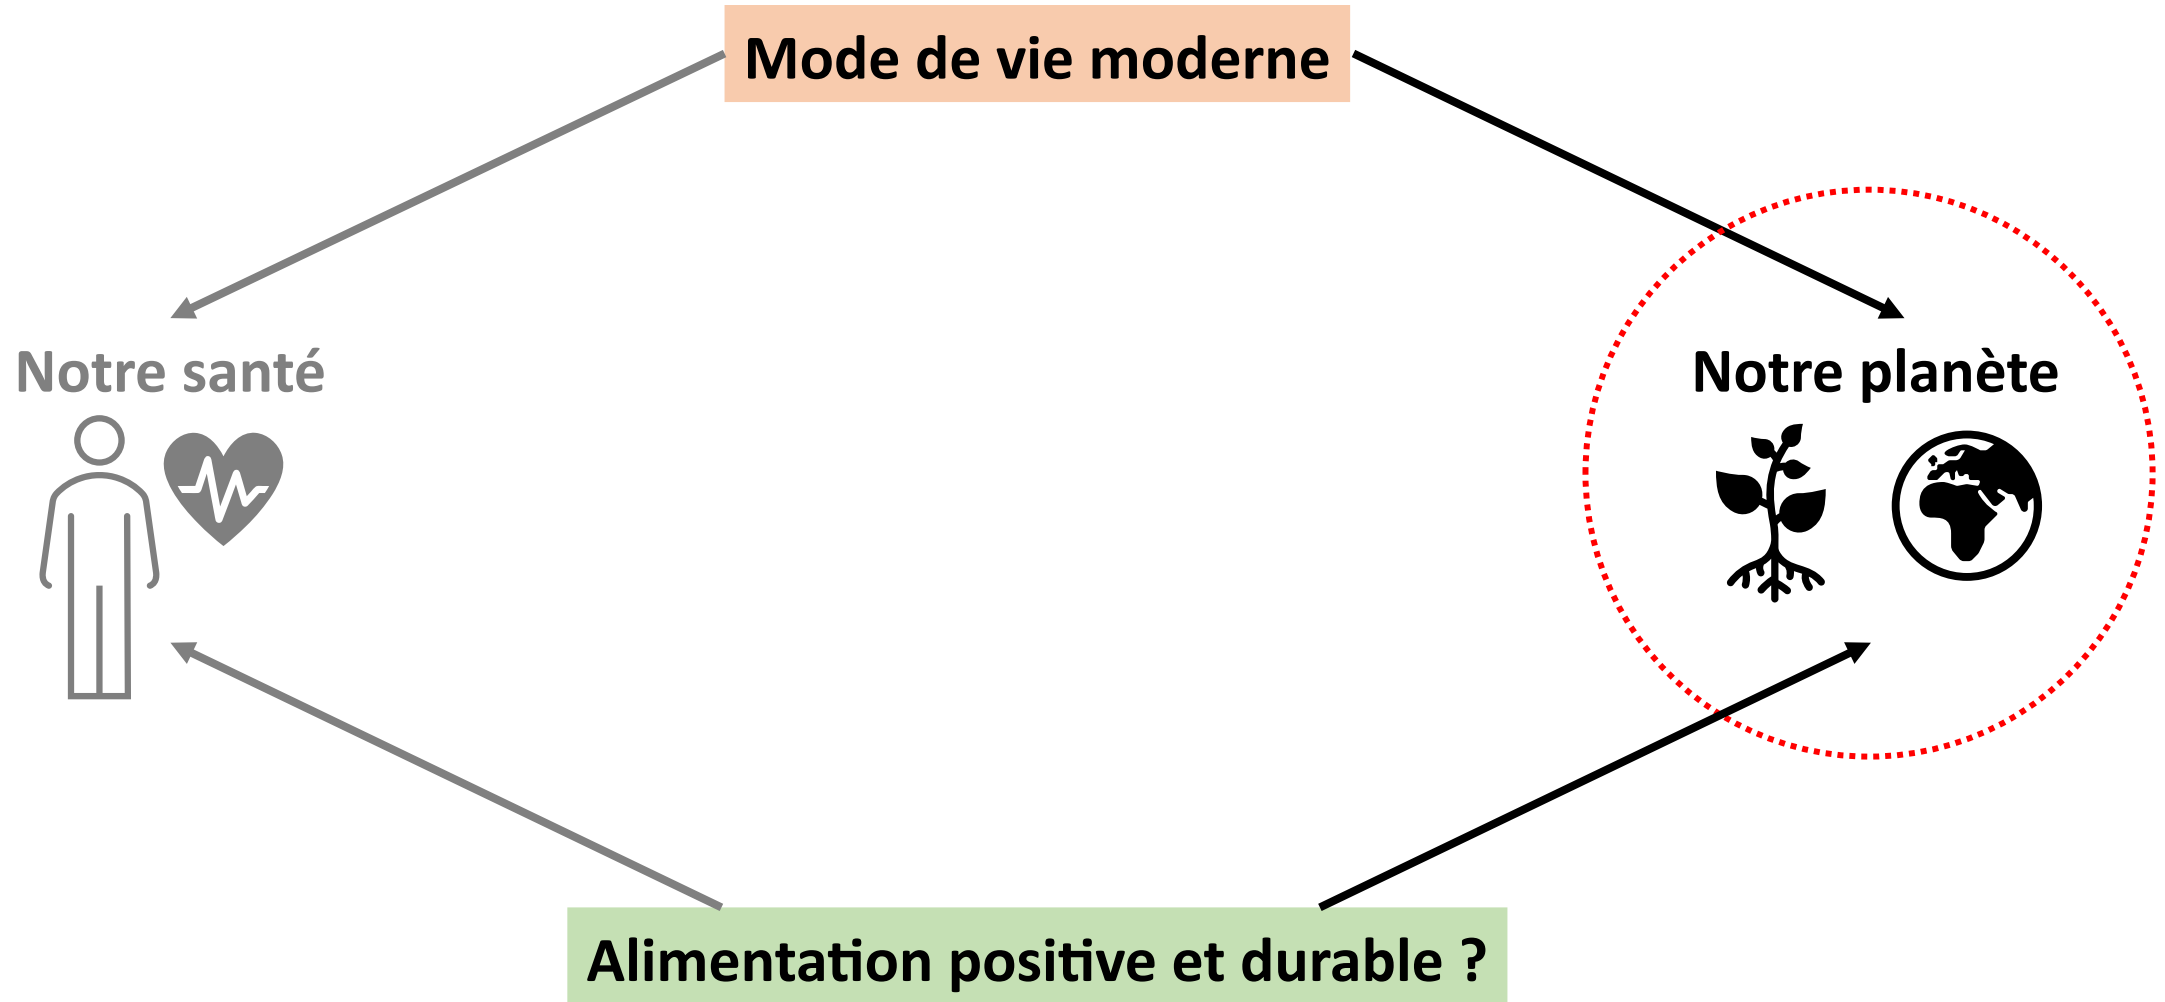 Mode de vie moderne
Notre santé
Notre planète
Alimentation positive et durable ?